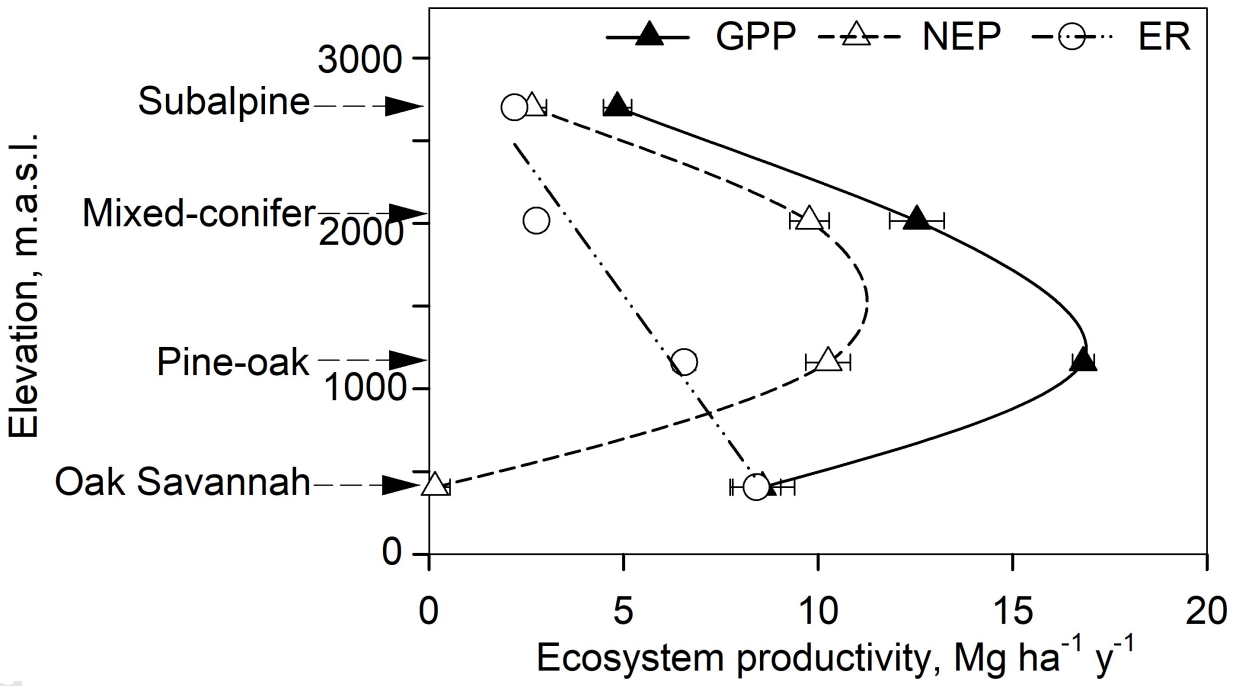 GPP NEP ER
3000
Subalpine
Mixed-conifer
2000
Pine-oak
1000
Oak Savannah
0
Elevation, m.a.s.l.
0 5 10 15 20
Ecosystem productivity, Mg ha⁻¹ y⁻¹